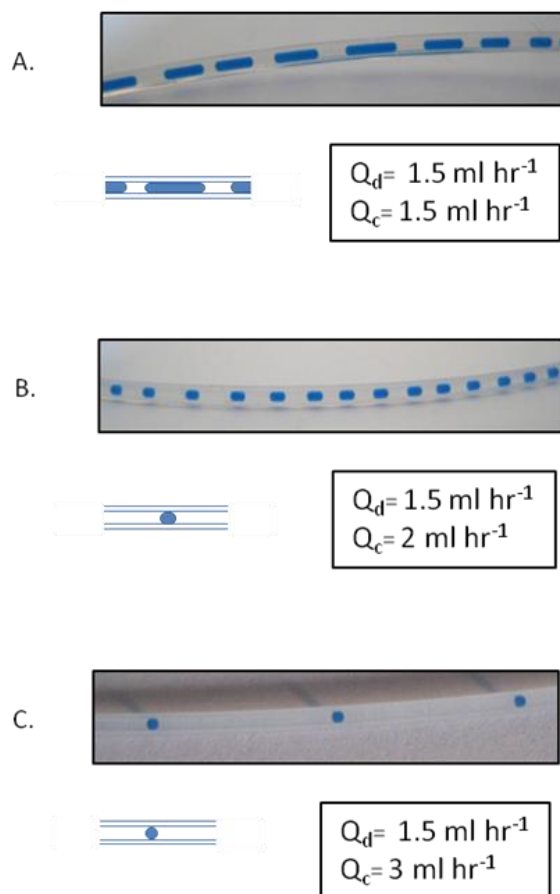 A.
Q_d= 1.5 ml hr⁻¹
Q_c= 1.5 ml hr⁻¹
B.
Q_d= 1.5 ml hr⁻¹
Q_c= 2 ml hr⁻¹
C.
Q_d= 1.5 ml hr⁻¹
Q_c= 3 ml hr⁻¹